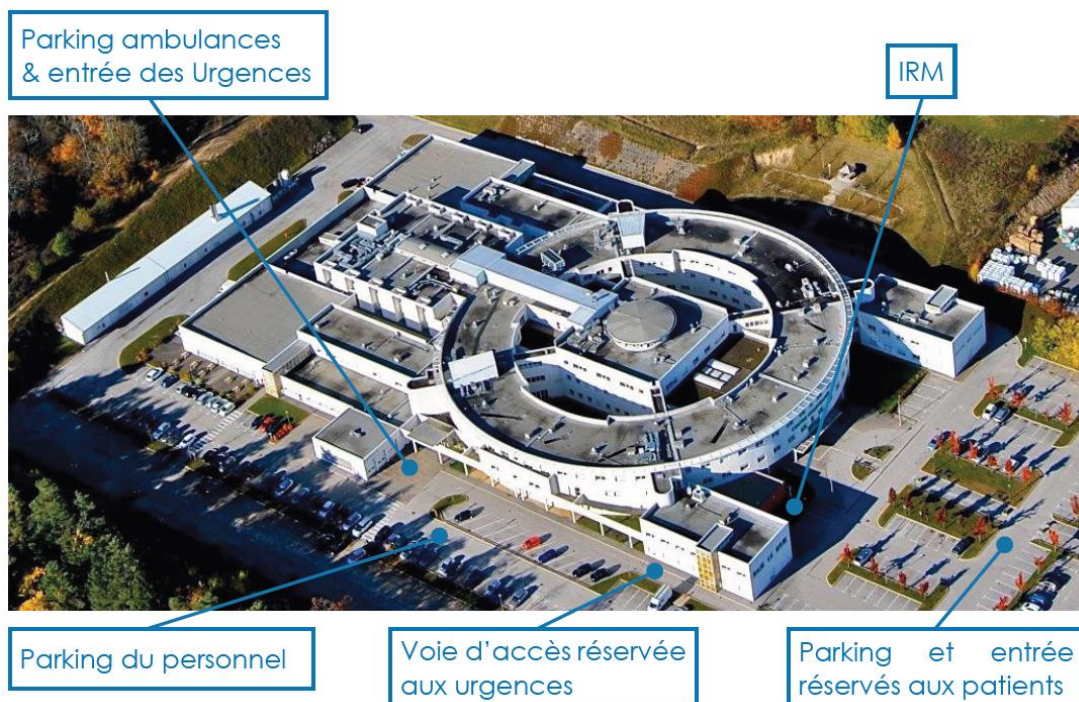 Parking ambulances
& entrée des Urgences
IRM
Parking du personnel
Voie d’accès réservée
aux urgences
Parking et entrée
réservés aux patients